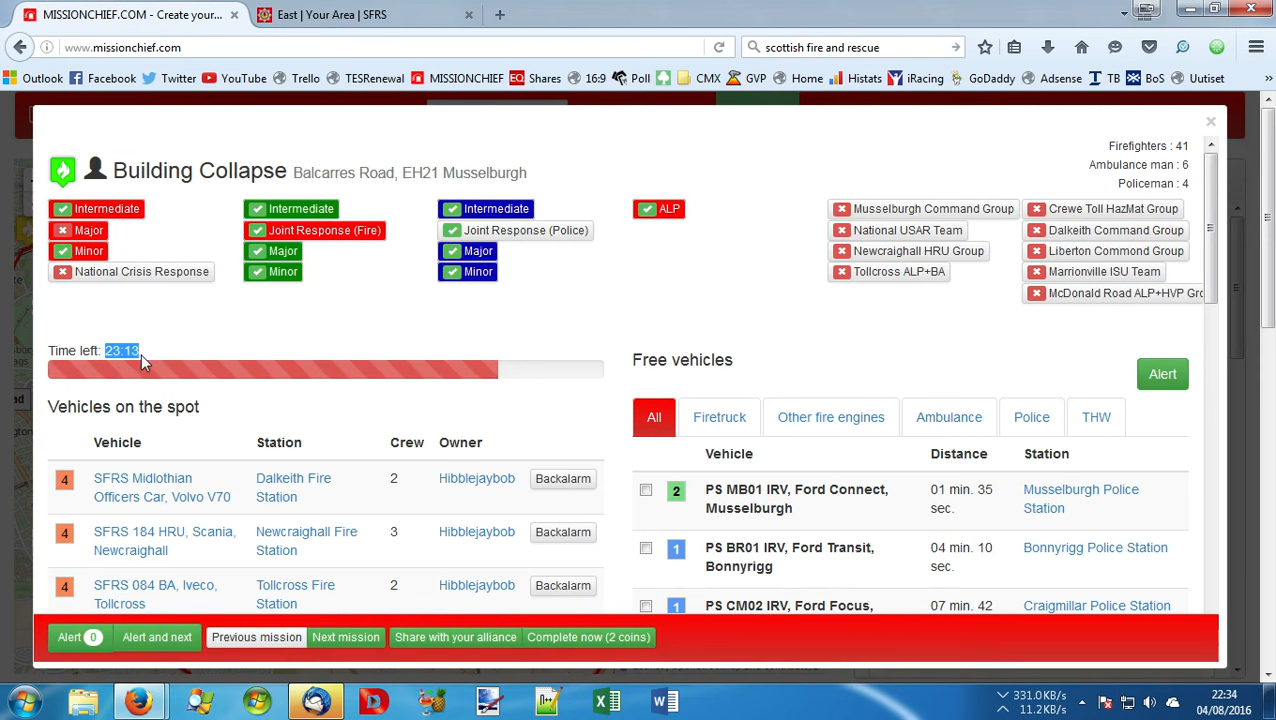 MISSIONCHIEF.COM - Create your...
East | Your Area | SFRS
www.missionchief.com
scottish fire and rescue
Outlook Facebook Twitter YouTube Trello TESRenewal MISSIONCHIEF Shares 16:9 Poll CMX GVP Home Histats iRacing GoDaddy Adsense TB BoS Uutiset
Firefighters : 41
Building Collapse Balcarres Road, EH21 Musselburgh
Ambulance man : 6
Policeman : 4
Intermediate Intermediate Intermediate ALP Musselburgh Command Group Crewe Toll HazMat Group
Major Joint Response (Fire) Joint Response (Police) National USAR Team Dalkeith Command Group
Minor Major Major Newcraighall HRU Group Liberton Commond Group
National Crisis Response Minor Minor Tollcross ALP+BA Marrionville ISU Team
McDonald Road ALP+HVP Gro
Time left: 23:13
Free vehicles
Alert
Vehicles on the spot
All Firetruck Other fire engines Ambulance Police THW
Vehicle Station Crew Owner
Vehicle Distance Station
4 SFRS Midlothian Officers Car, Volvo V70 Dalkeith Fire Station 2 Hibblejaybob Backalarm
2 PS MB01 IRV, Ford Connect, Musselburgh 01 min. 35 sec. Musselburgh Police Station
4 SFRS 184 HRU, Scania, Newcraighall Newcraighall Fire Station 3 Hibblejaybob Backalarm
1 PS BR01 IRV, Ford Transit, Bonnyrigg 04 min. 10 sec. Bonnyrigg Police Station
4 SFRS 084 BA, Iveco, Tollcross Tollcross Fire Station 2 Hibblejaybob Backalarm
1 PS CM02 IRV, Ford Focus, 07 min. 42 Craigmillar Police Station
Alert 0 Alert and next Previous mission Next mission Share with your alliance Complete now (2 coins)
331.0 KB/s
11.2KB/s
22:34
04/08/2016